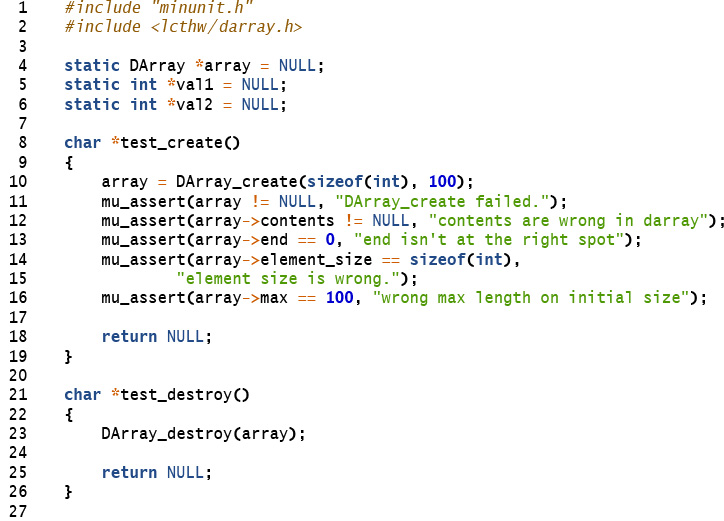 1 #include "minunit.h"
2 #include <lcthw/darray.h>
3
4 static DArray *array = NULL;
5 static int *val1 = NULL;
6 static int *val2 = NULL;
7
8 char *test_create()
9 {
10 array = DArray_create(sizeof(int), 100);
11 mu_assert(array != NULL, "DArray_create failed.");
12 mu_assert(array->contents != NULL, "contents are wrong in darray");
13 mu_assert(array->end == 0, "end isn't at the right spot");
14 mu_assert(array->element_size == sizeof(int),
15 "element size is wrong.");
16 mu_assert(array->max == 100, "wrong max length on initial size");
17
18 return NULL;
19 }
20
21 char *test_destroy()
22 {
23 DArray_destroy(array);
24
25 return NULL;
26 }
27